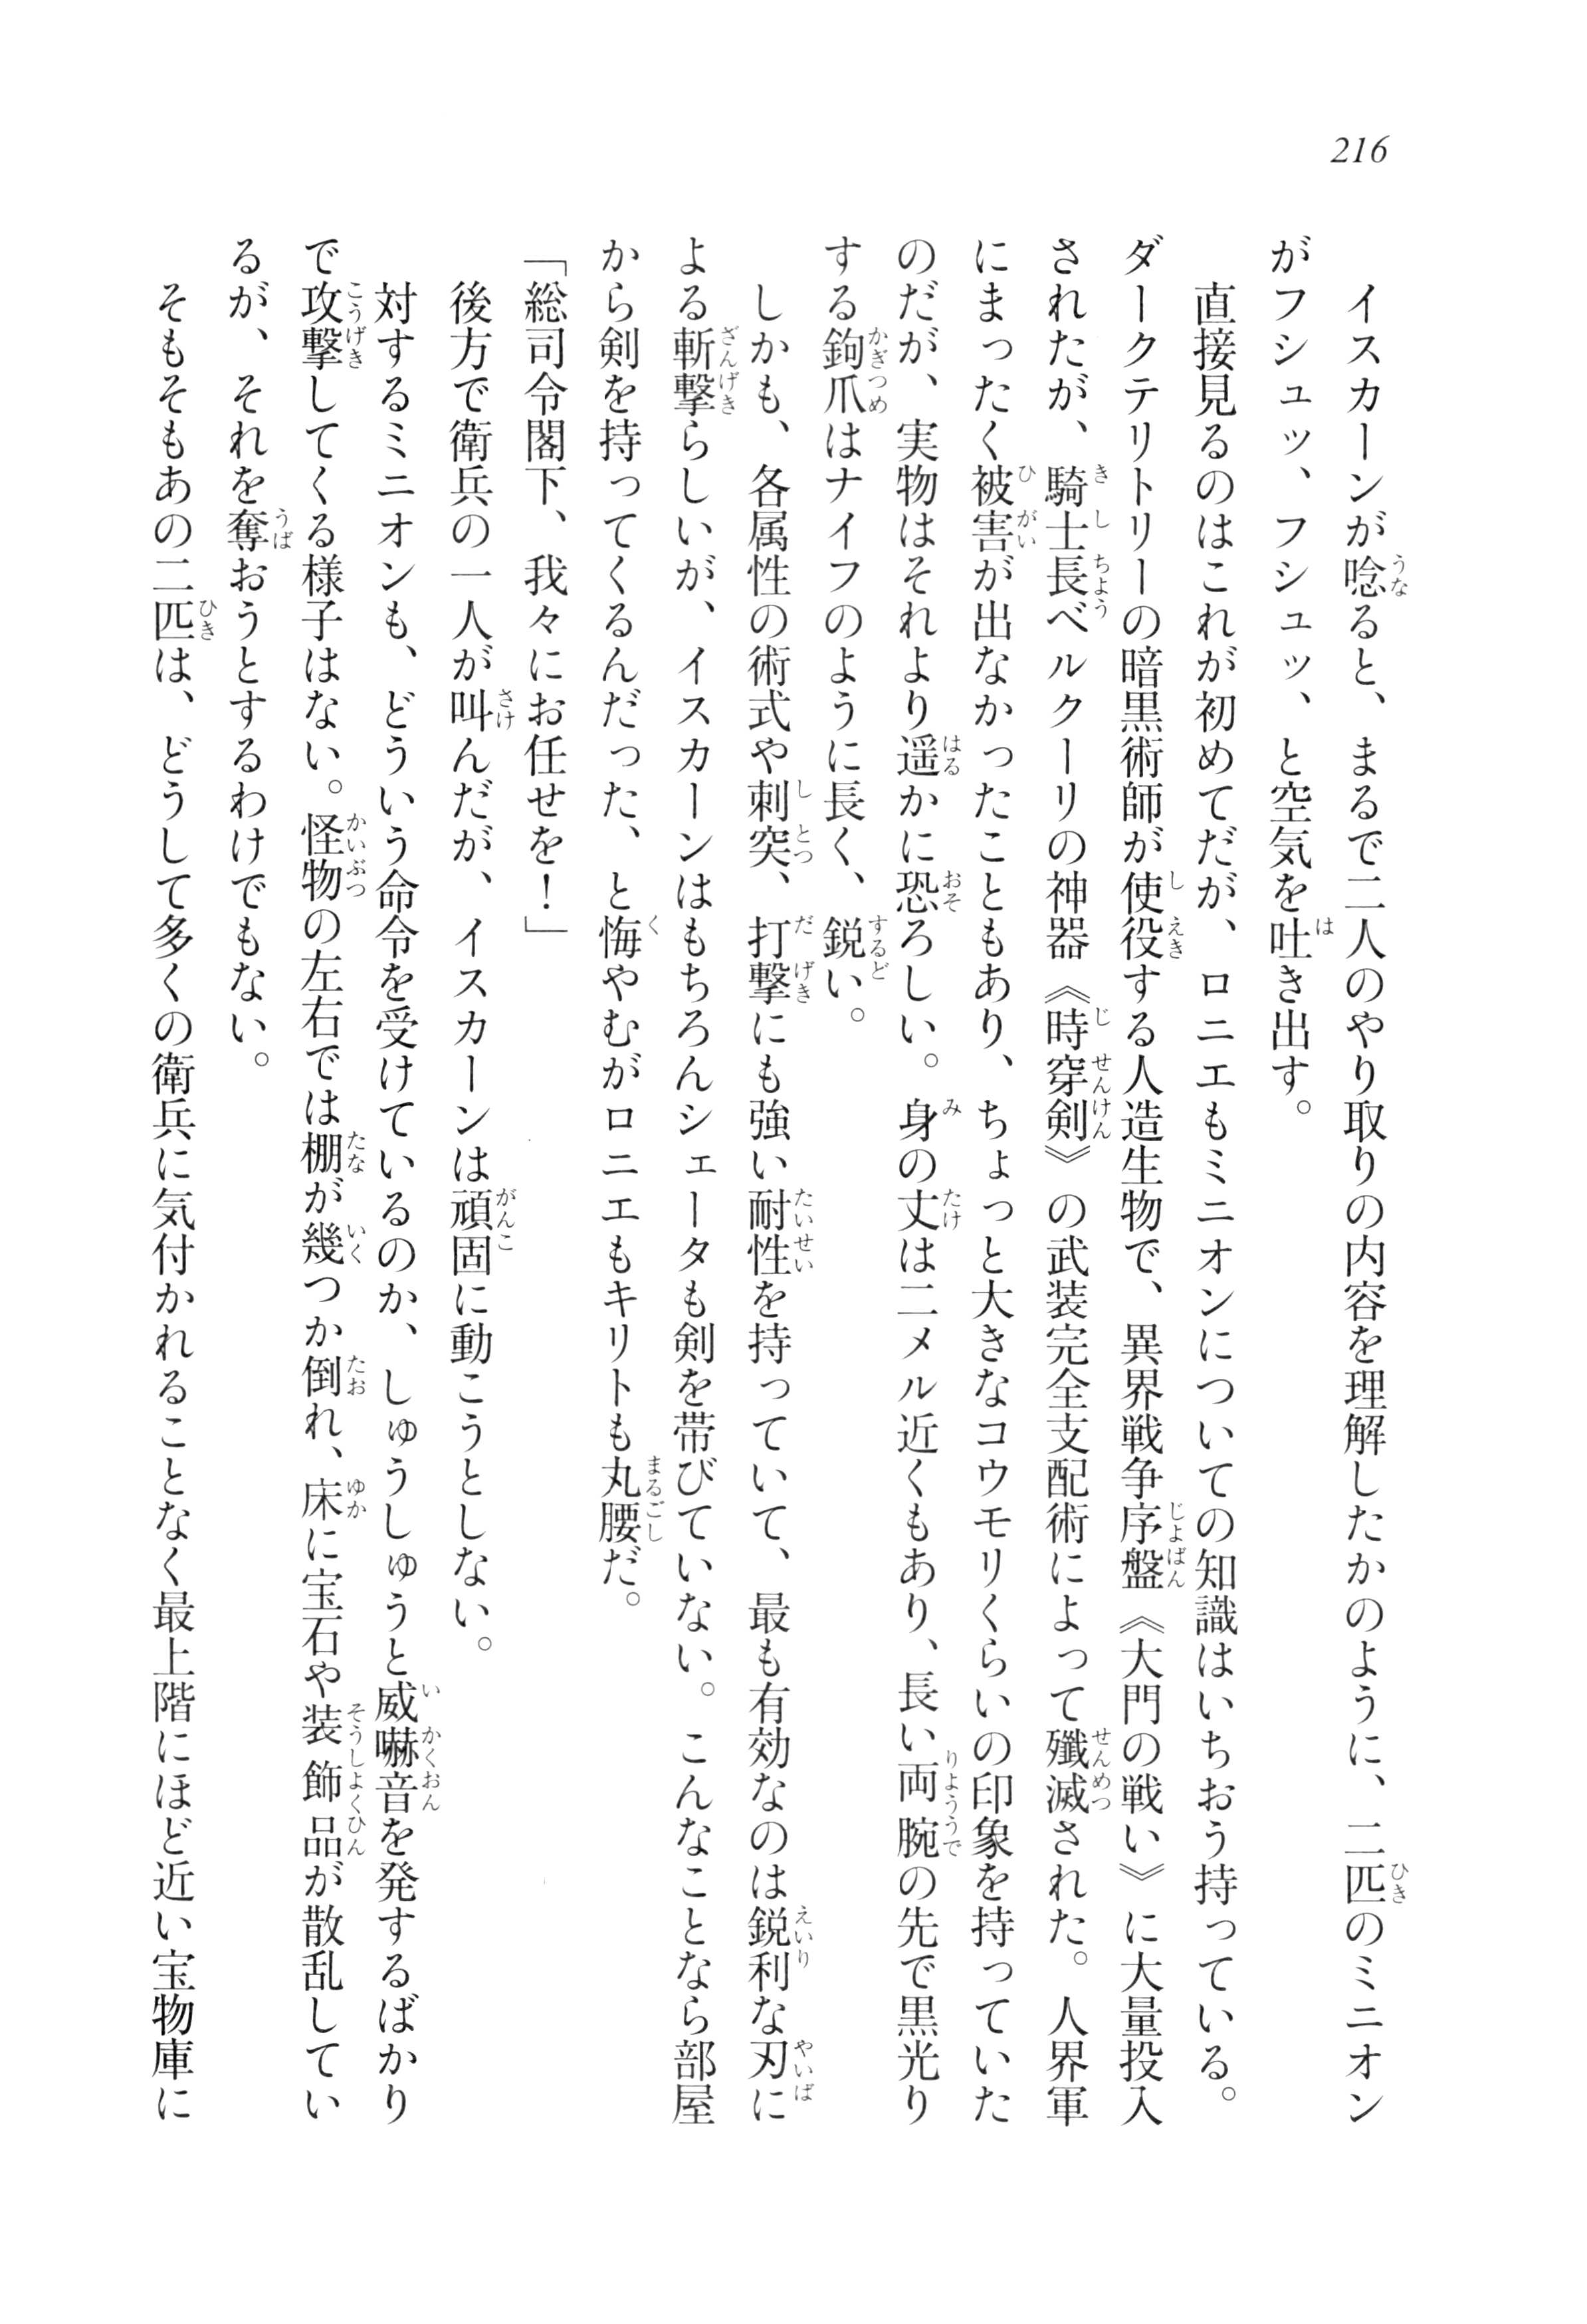 216
　イスカーンが唸ると、まるで二人のやり取りの内容を理解したかのように、二匹のミニオン
がフシュッ、フシュッ、と空気を吐き出す。
　直接見るのはこれが初めてだが、ロニエもミニオンについての知識はいちおう持っている。
ダークテリトリーの暗黒術師が使役する人造生物で、異界戦争序盤《大門の戦い》に大量投入
されたが、騎士長ベルクーリの神器《時穿剣》の武装完全支配術によって殲滅された。人界軍
にまったく被害が出なかったこともあり、ちょっと大きなコウモリくらいの印象を持っていた
のだが、実物はそれより遥かに恐ろしい。身の丈は二メル近くもあり、長い両腕の先で黒光り
する鉤爪はナイフのように長く、鋭い。
　しかも、各属性の術式や刺突、打撃にも強い耐性を持っていて、最も有効なのは鋭利な刃に
よる斬撃らしいが、イスカーンはもちろんシェータも剣を帯びていない。こんなことなら部屋
から剣を持ってくるんだった、と悔やむがロニエもキリトも丸腰だ。
「総司令閣下、我々にお任せを！」
　後方で衛兵の一人が叫んだが、イスカーンは頑固に動こうとしない。
　対するミニオンも、どういう命令を受けているのか、しゅうしゅうと威嚇音を発するばかり
で攻撃してくる様子はない。怪物の左右では棚が幾つか倒れ、床に宝石や装飾品が散乱してい
るが、それを奪おうとするわけでもない。
　そもそもあの二匹は、どうして多くの衛兵に気付かれることなく最上階にほど近い宝物庫に